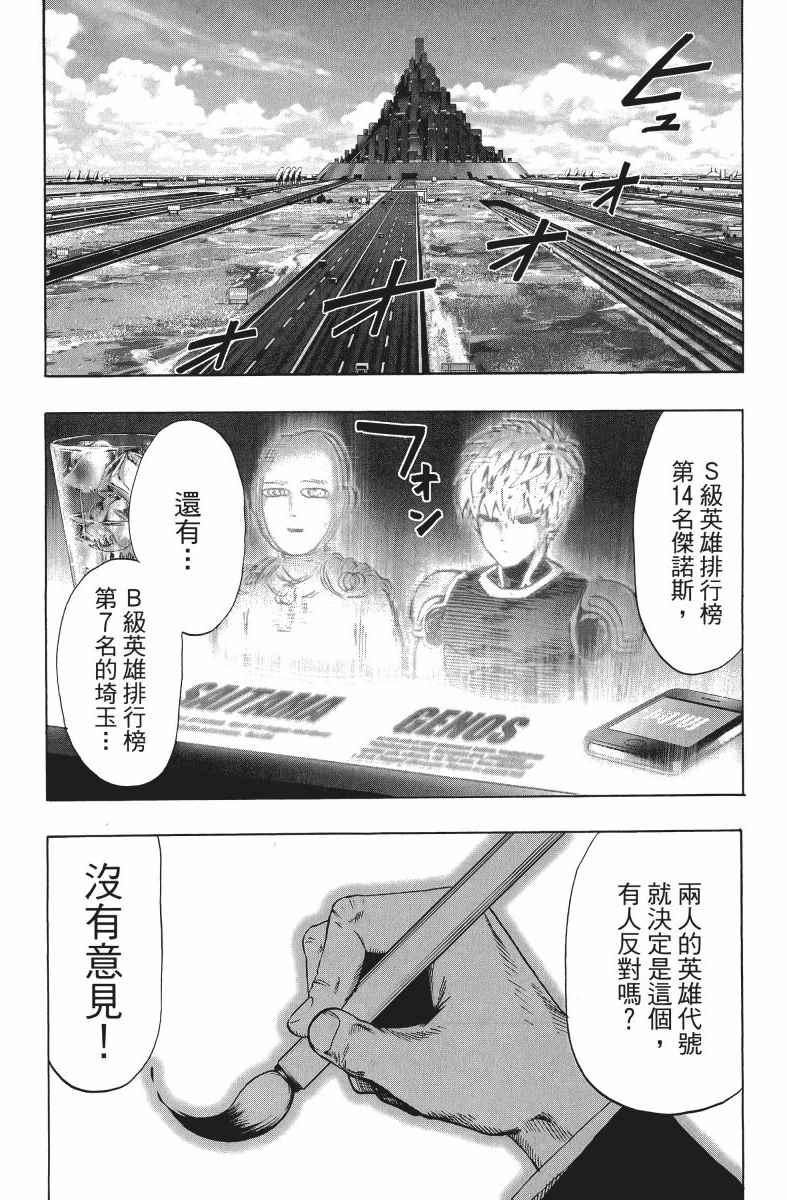 ヒュオオオオ
S級英雄排行榜
第14名傑諾斯，
フォン
還有…
B級英雄排行榜
第7名的埼玉…
SAITAMA
GENOS
兩人的英雄代號
就決定是這個，
有人反對嗎？
沒有意見！